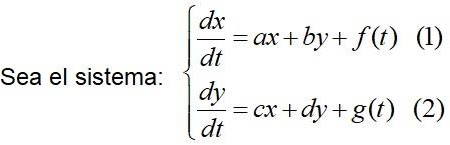 dx/dt = ax + by + f(t) (1)
Sea el sistema:
dy/dt = cx + dy + g(t) (2)